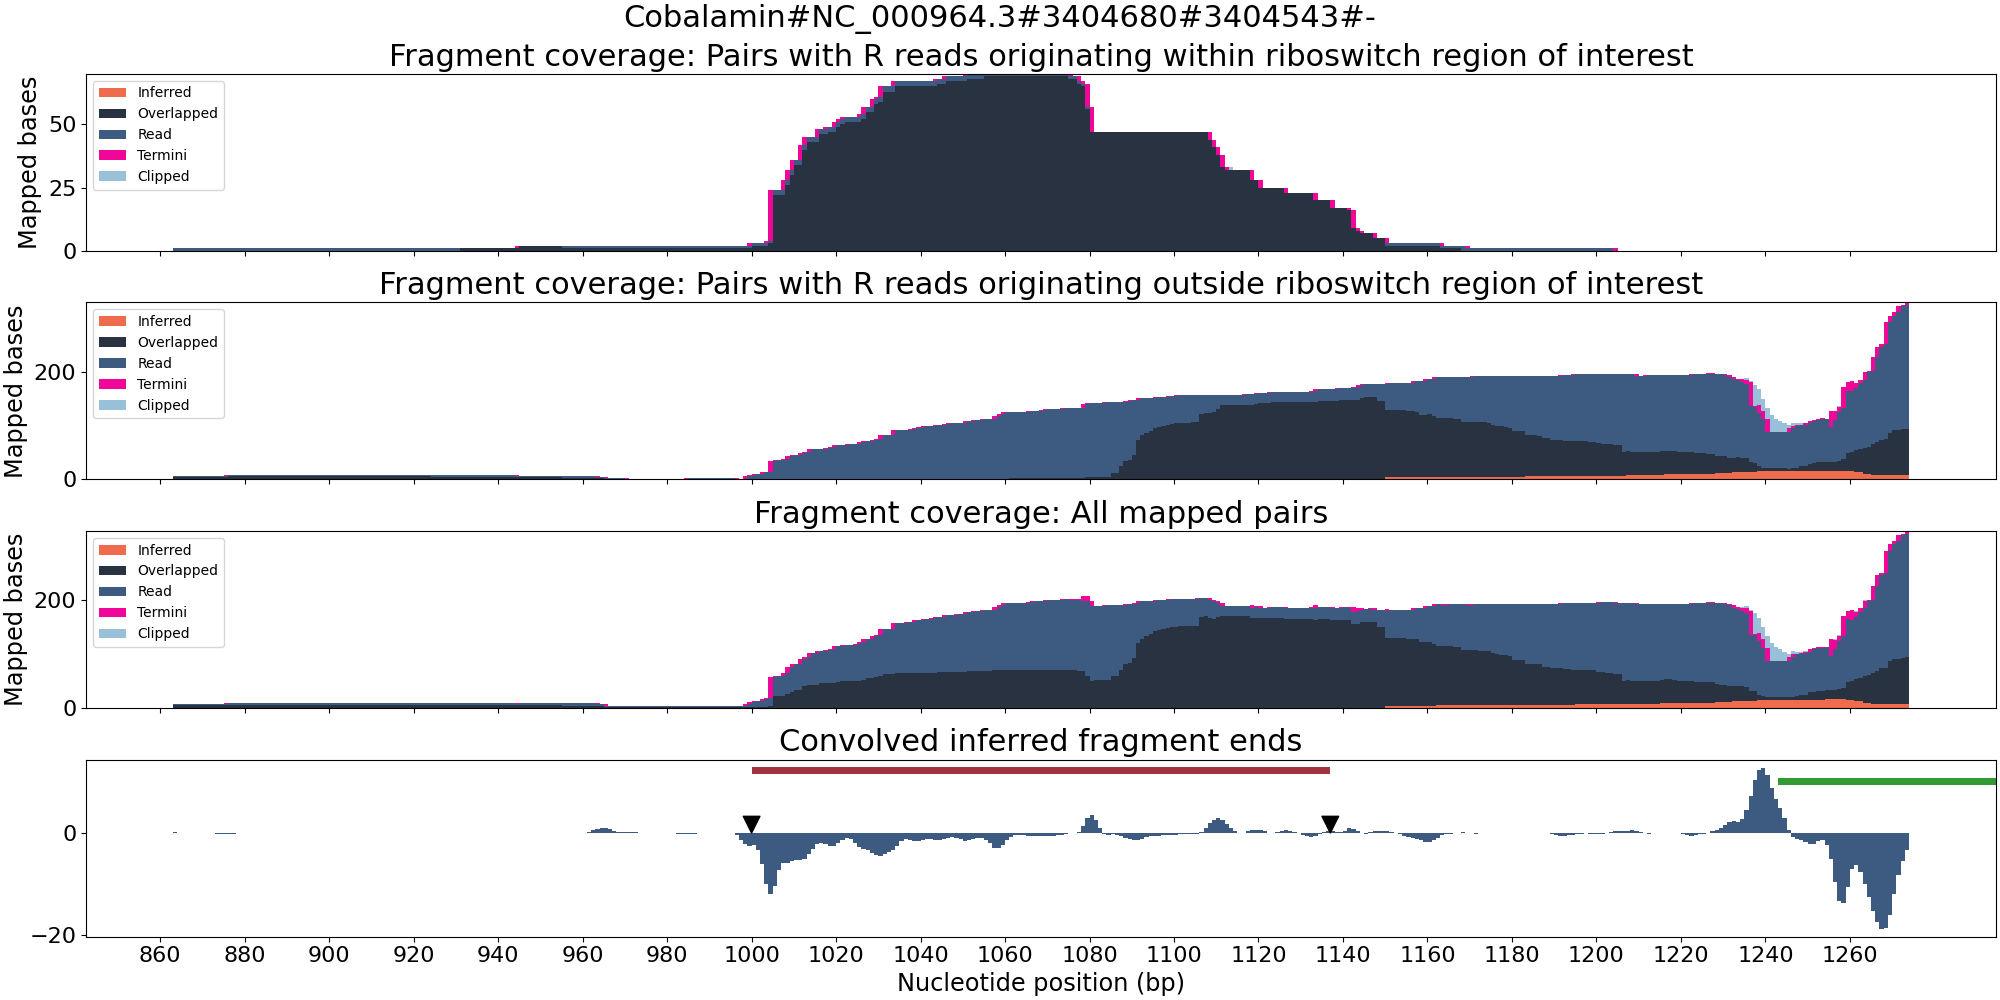 Cobalamin#NC_000964.3#3404680#3404543#-
Fragment coverage: Pairs with R reads originating within riboswitch region of interest
Mapped bases
50
25
0
Inferred
Overlapped
Read
Termini
Clipped
Fragment coverage: Pairs with R reads originating outside riboswitch region of interest
Mapped bases
200
0
Inferred
Overlapped
Read
Termini
Clipped
Fragment coverage: All mapped pairs
Mapped bases
200
0
Inferred
Overlapped
Read
Termini
Clipped
Convolved inferred fragment ends
0
−20
860 880 900 920 940 960 980 1000 1020 1040 1060 1080 1100 1120 1140 1160 1180 1200 1220 1240 1260
Nucleotide position (bp)